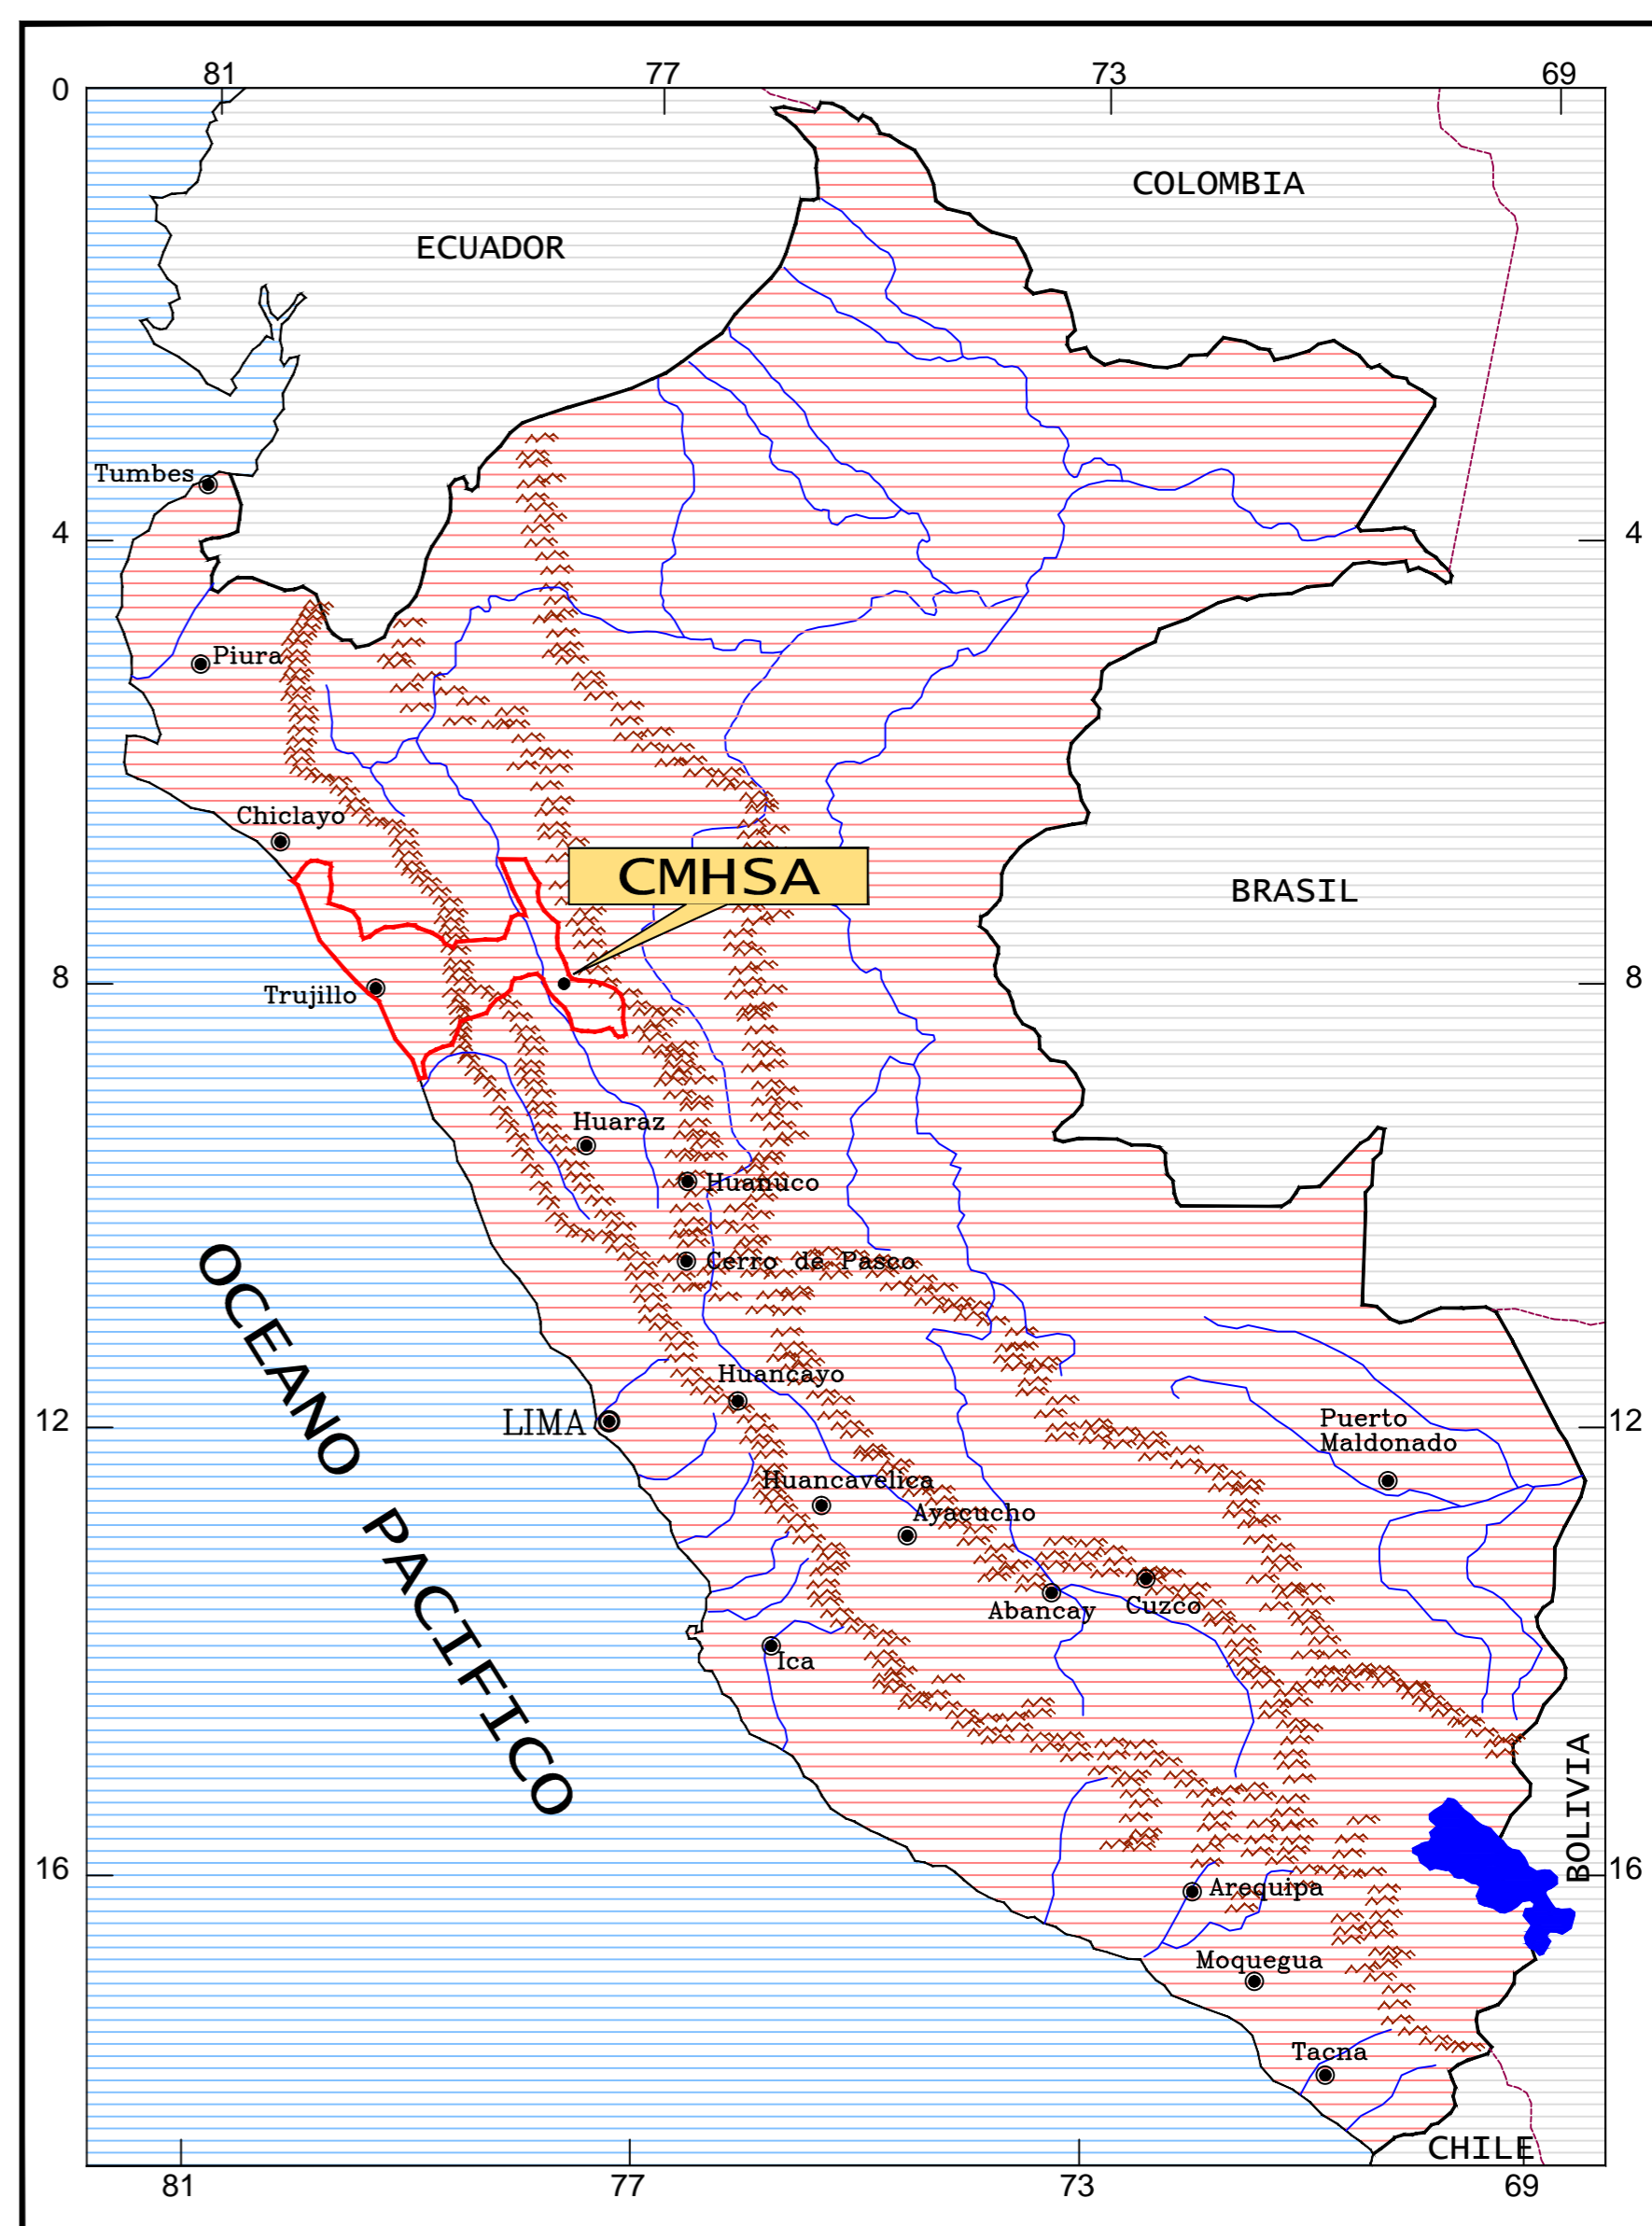 81
77
73
69
0
COLOMBIA
ECUADOR
Tumbes
4
4
Piura
Chiclayo
CMHSA
BRASIL
8
8
Trujillo
Huaraz
Huanuco
Cerro de Pasco
OCEANO PACIFICO
Huancayo
12
LIMA
Puerto
Maldonado
12
Huancavelica
Ayacucho
Abancay
Cuzco
Ica
BOLIVIA
16
16
Arequipa
Moquegua
Tacna
CHILE
81
77
73
69